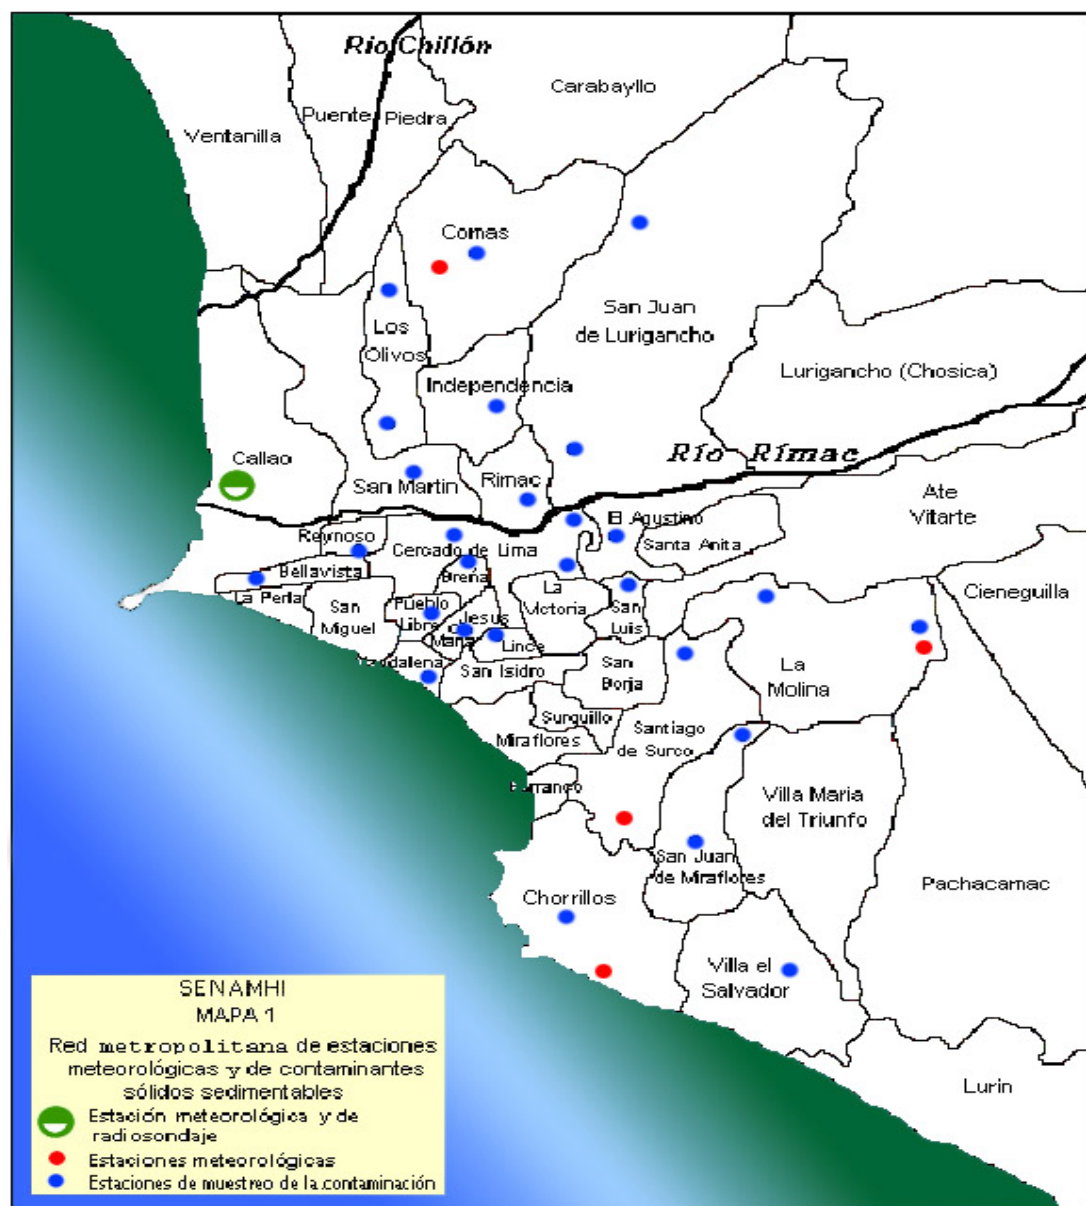 Río Chillón
Carabayllo
Puente Piedra
Ventanilla
Comas
San Juan
de Lurigancho
Los
Olivos
Lurigancho (Chosica)
Independencia
Río Rímac
Callao
San Martin
Rimac
Ate
Vitarte
El Agustino
Reynoso
Cercado de Lima
Santa Anita
Bellavista
Breña
La Perla
La
Victoria
Cieneguilla
San
Miguel
Pueblo
Libre
Jesus
Maria
San
Luis
Lince
San Isidro
San
Borja
La
Molina
Surquillo
Santiago
de Surco
Miraflores
Villa Maria
del Triunfo
San Juan
de Miraflores
Pachacamac
Chorrillos
Villa el
Salvador
Lurin
SENAMHI
MAPA 1
Red metropolitana de estaciones
meteorológicas y de contaminantes
sólidos sedimentables
Estación meteorológica y de
radiosondaje
Estaciones meteorológicas
Estaciones de muestreo de la contaminación